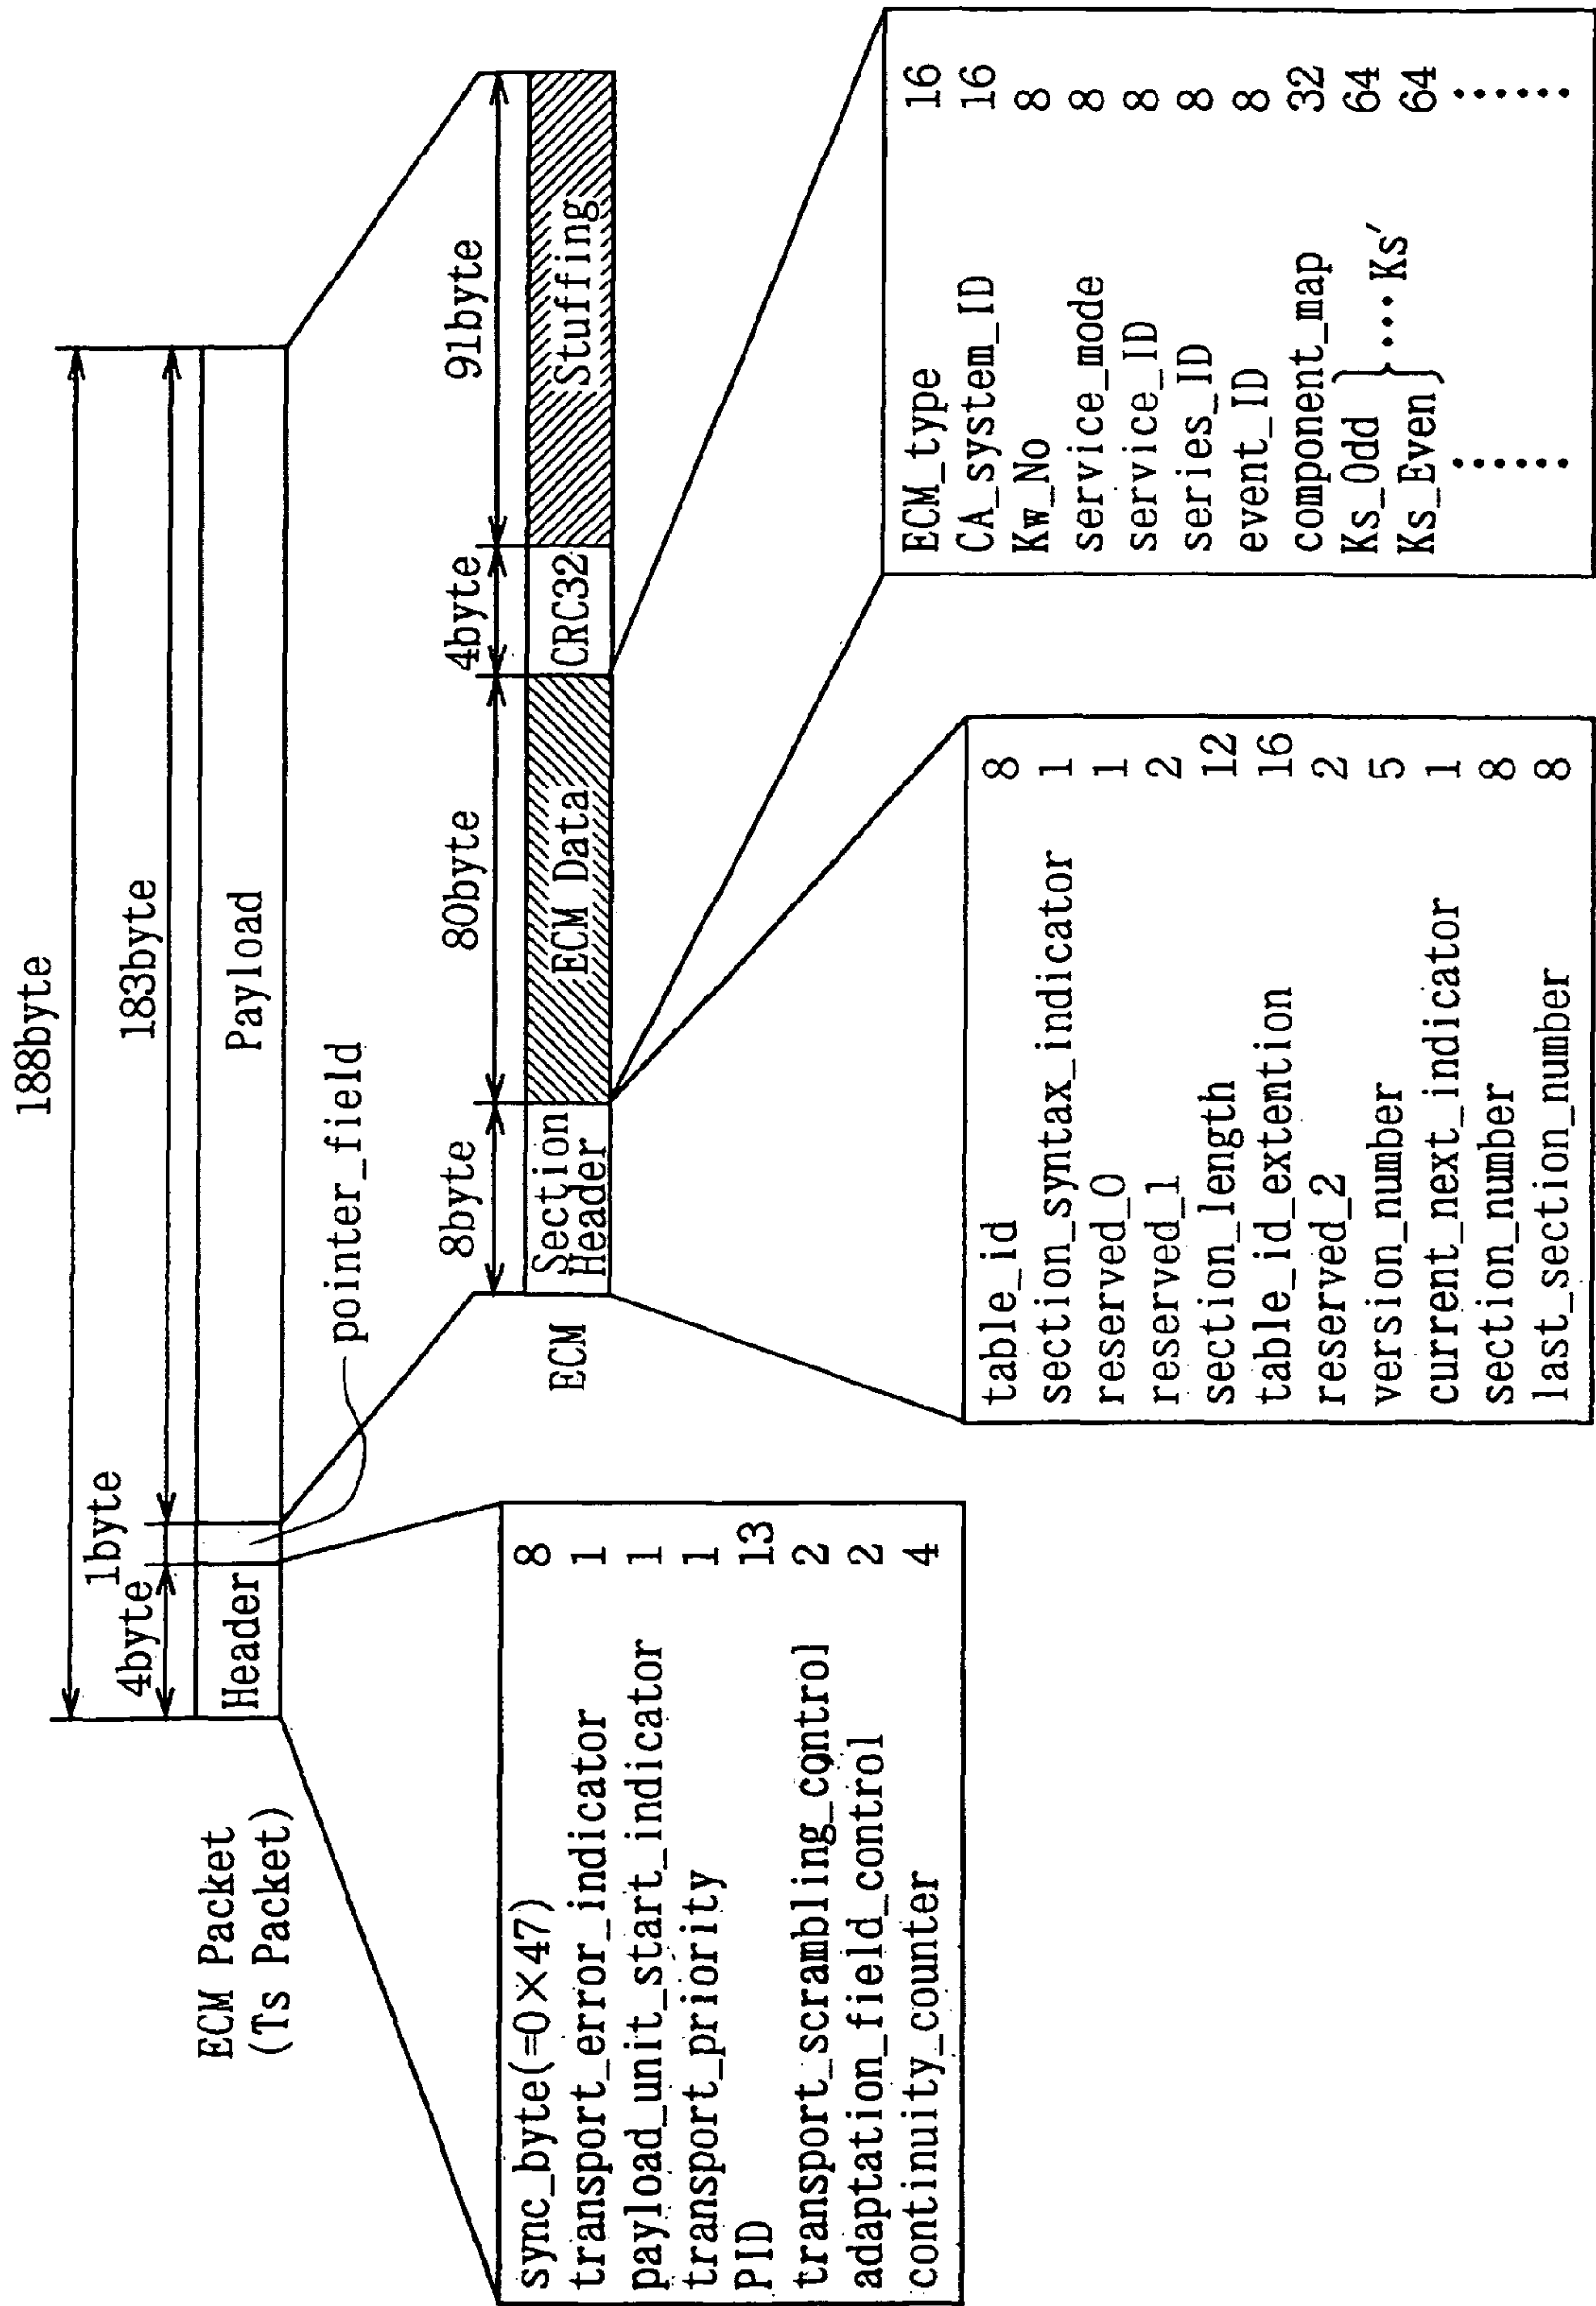 188byte
4byte
1byte
183byte
ECM Packet
(Ts Packet)
Header
Payload
pointer_field
8byte
80byte
4byte
91byte
ECM
Section
Header
ECM Data
CRC32
Stuffing
sync_byte(=0×47) 8
transport_error_indicator 1
payload_unit_start_indicator 1
transport_priority 1
PID 13
transport_scrambling_control 2
adaptation_field_control 2
continuity_counter 4
table_id 8
section_syntax_indicator 1
reserved_0 1
reserved_1 2
section_length 12
table_id_extemtion 16
reserved_2 2
version_number 5
current_next_indicator 1
section_number 8
last_section_number 8
ECM_type 16
CA_system_ID 16
Kw_No 8
service_mode 8
service_ID 8
series_ID 8
event_ID 8
component_map 32
Ks_Odd 64
Ks_Even 64
}···· Ks′
······ ······